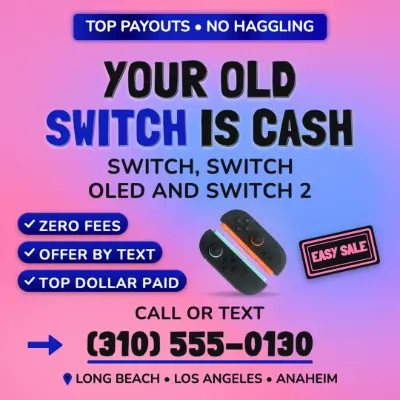 TOP PAYOUTS • NO HAGGLING
YOUR OLD
SWITCH IS CASH
SWITCH, SWITCH
OLED AND SWITCH 2
ZERO FEES
OFFER BY TEXT
TOP DOLLAR PAID
EASY SALE
CALL OR TEXT
(310) 555-0130
LONG BEACH • LOS ANGELES • ANAHEIM